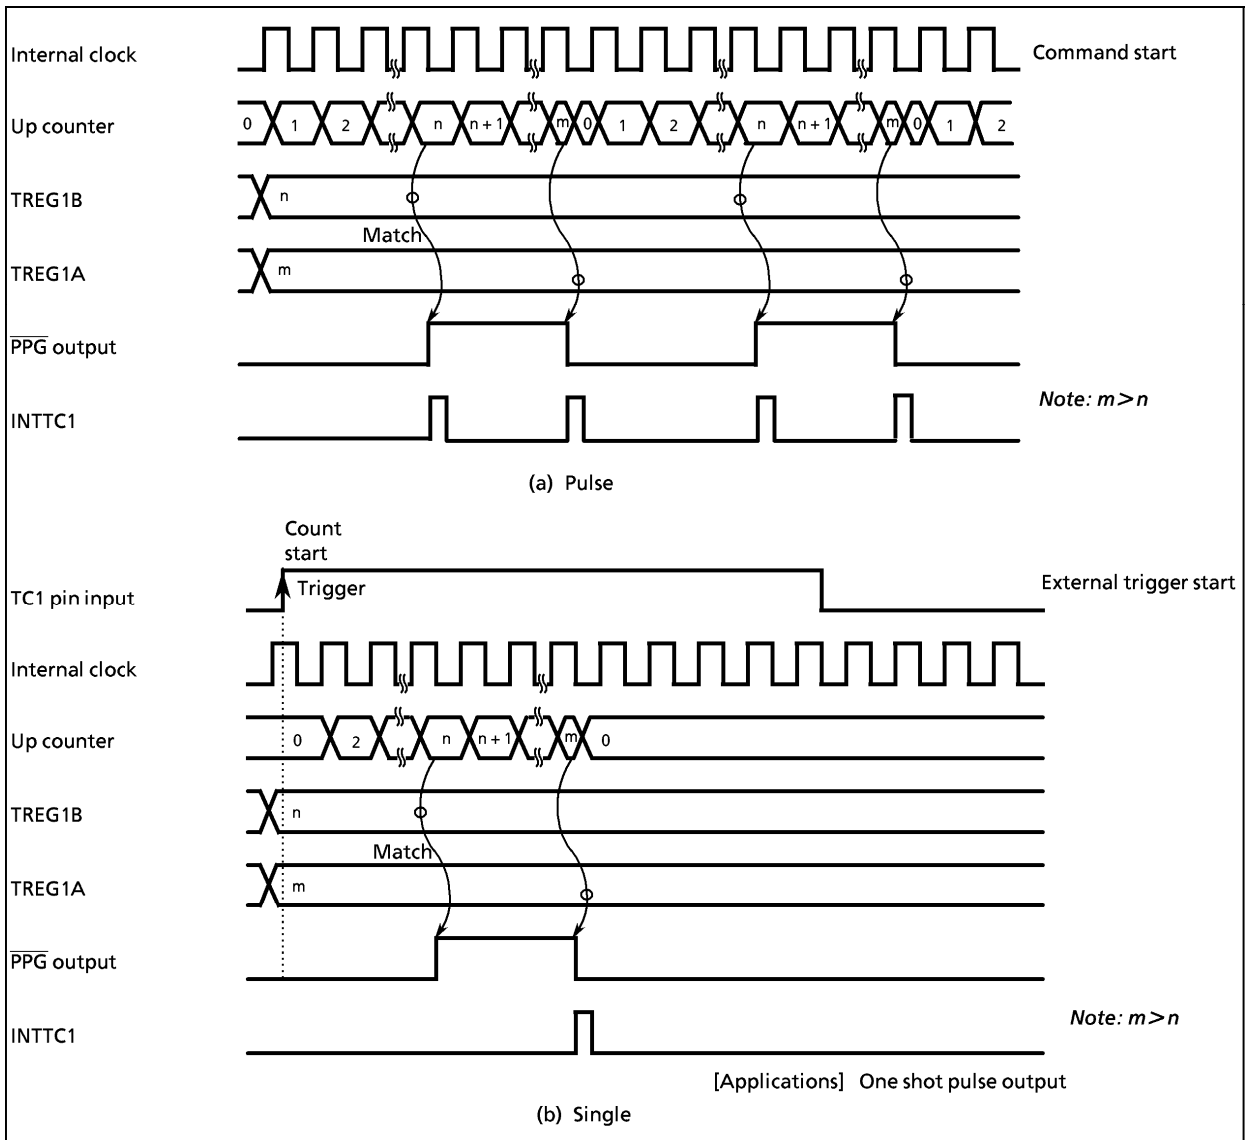 Internal clock
Command start
Up counter
0 1 2 n n + 1 m 0 1 2 n n + 1 m 0 1 2
TREG1B
n
Match
TREG1A
m
PPG output
Note: m>n
INTTC1
(a) Pulse
Count
start
Trigger
TC1 pin input
External trigger start
Internal clock
Up counter
0 2 n n + 1 m 0
TREG1B
n
Match
TREG1A
m
PPG output
Note: m>n
INTTC1
[Applications] One shot pulse output
(b) Single